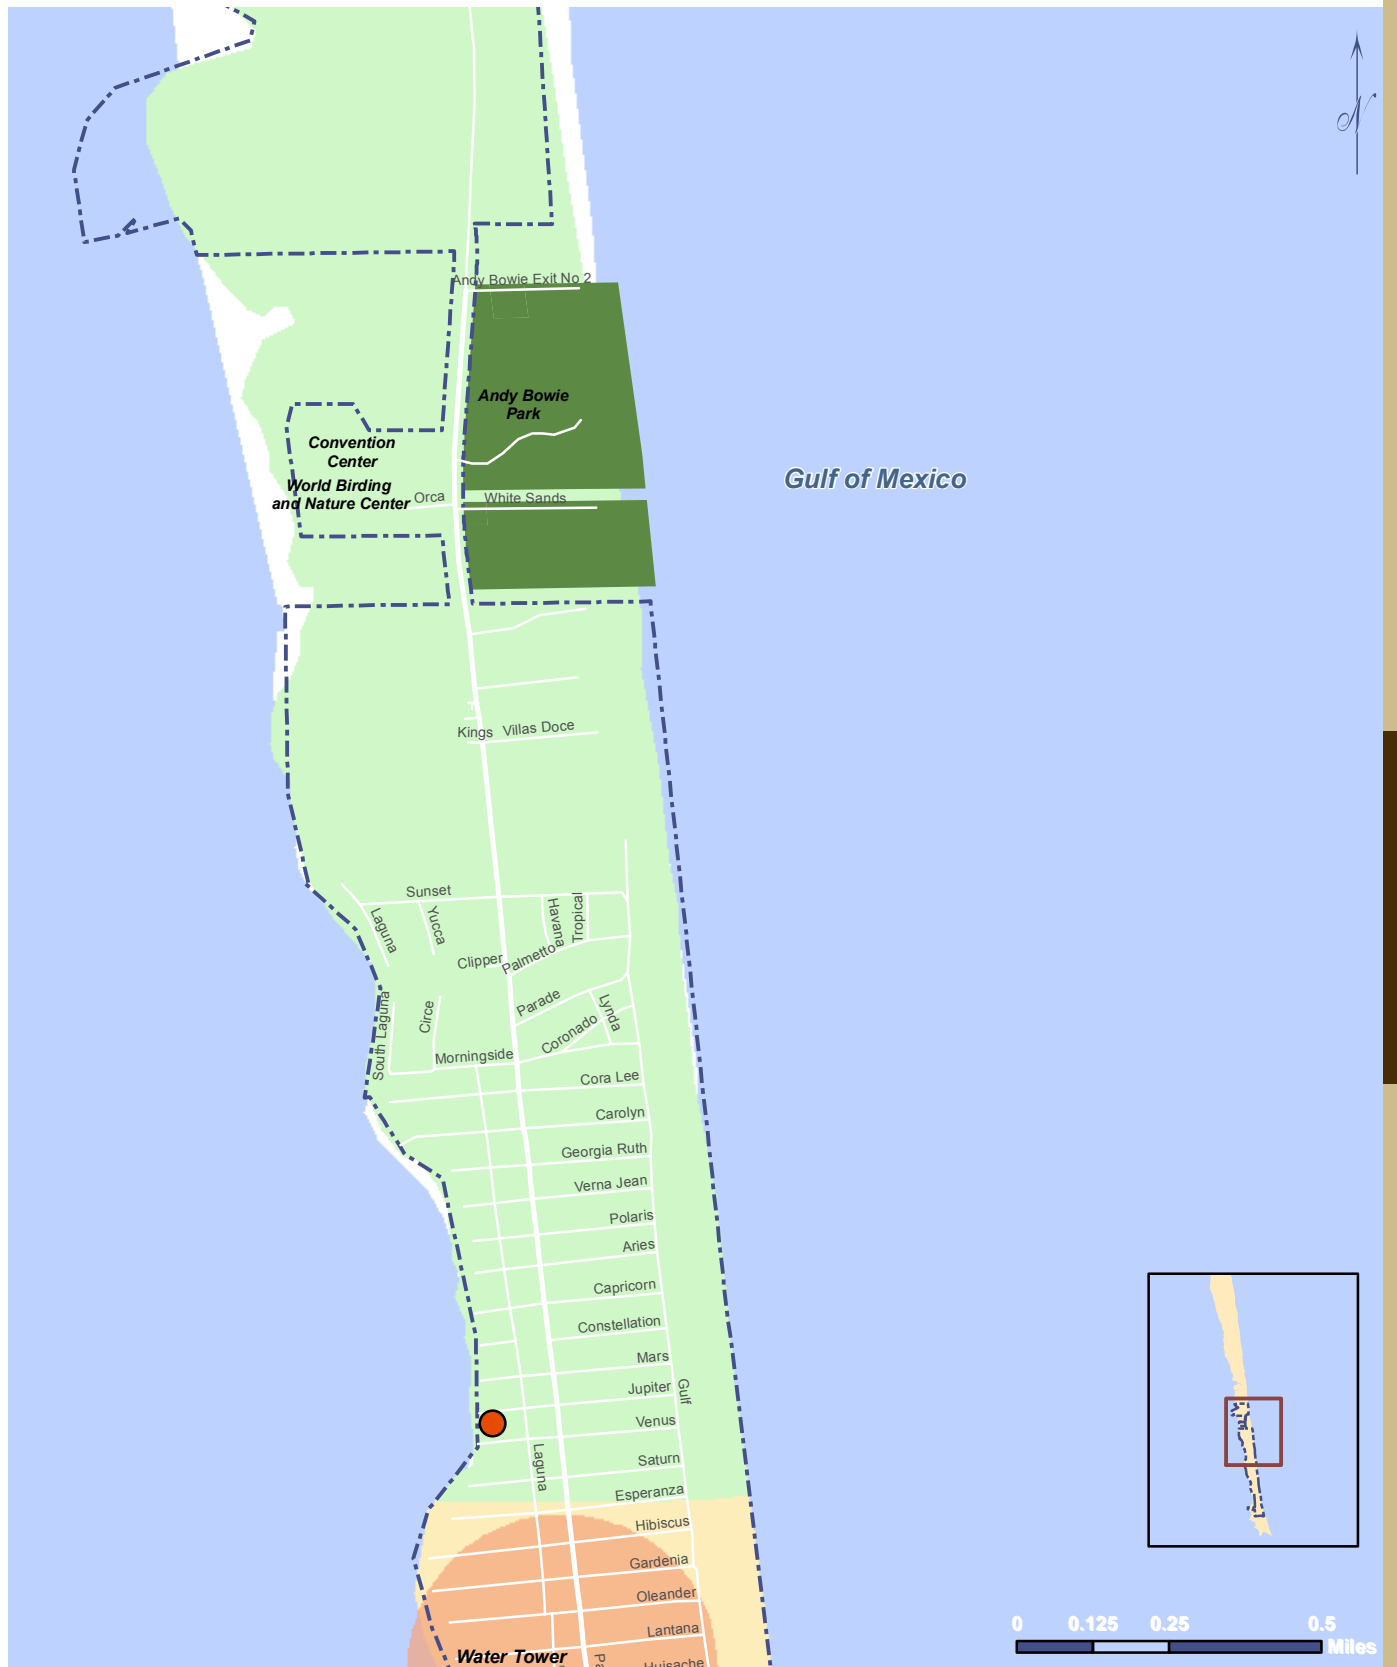 N
Andy Bowie Exit No 2
Andy Bowie
Park
Convention
Center
World Birding
and Nature Center
Orca
White Sands
Gulf of Mexico
Kings
Villas Doce
Sunset
Laguna
Yucca
Havana
Tropical
Clipper
Palmetto
South Laguna
Circe
Parade
Lynda
Coronado
Morningside
Cora Lee
Carolyn
Georgia Ruth
Verna Jean
Polaris
Aries
Capricorn
Constellation
Mars
Jupiter
Gulf
Venus
Laguna
Saturn
Esperanza
Hibiscus
Gardenia
Oleander
Lantana
Water Tower
Huisache
0 0.125 0.25 0.5
Miles